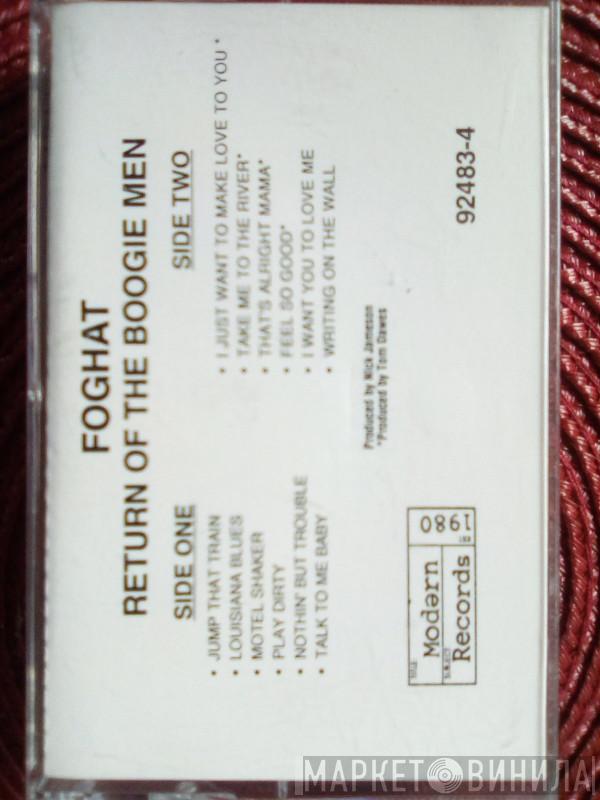 FOGHAT
RETURN OF THE BOOGIE MEN
SIDE ONE
• JUMP THAT TRAIN
• LOUISIANA BLUES
• MOTEL SHAKER
• PLAY DIRTY
• NOTHIN' BUT TROUBLE
• TALK TO ME BABY
SIDE TWO
• I JUST WANT TO MAKE LOVE TO YOU *
• TAKE ME TO THE RIVER*
• THAT'S ALRIGHT MAMA*
• FEEL SO GOOD*
• I WANT YOU TO LOVE ME
• WRITING ON THE WALL
Produced by Nick Jameson
*Produced by Tom Dawes
TITLE
Modern
SUBJECT
Records
1980
92483-4
МАРКЕТ ВИНИЛА